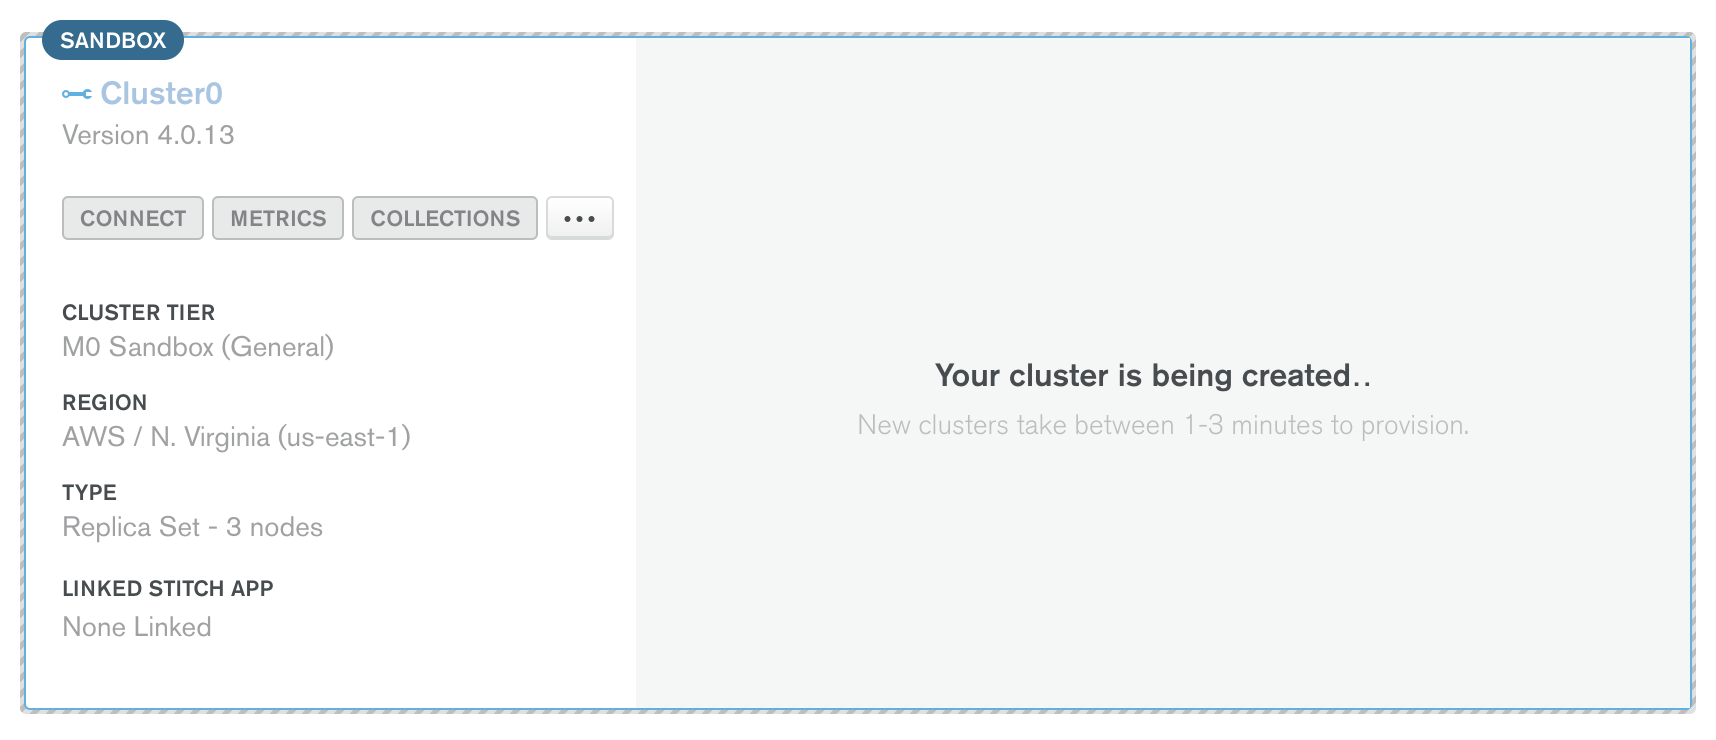 SANDBOX
Cluster0
Version 4.0.13
CONNECT METRICS COLLECTIONS ...
CLUSTER TIER
M0 Sandbox (General)
REGION
AWS / N. Virginia (us-east-1)
TYPE
Replica Set - 3 nodes
LINKED STITCH APP
None Linked
Your cluster is being created..
New clusters take between 1-3 minutes to provision.